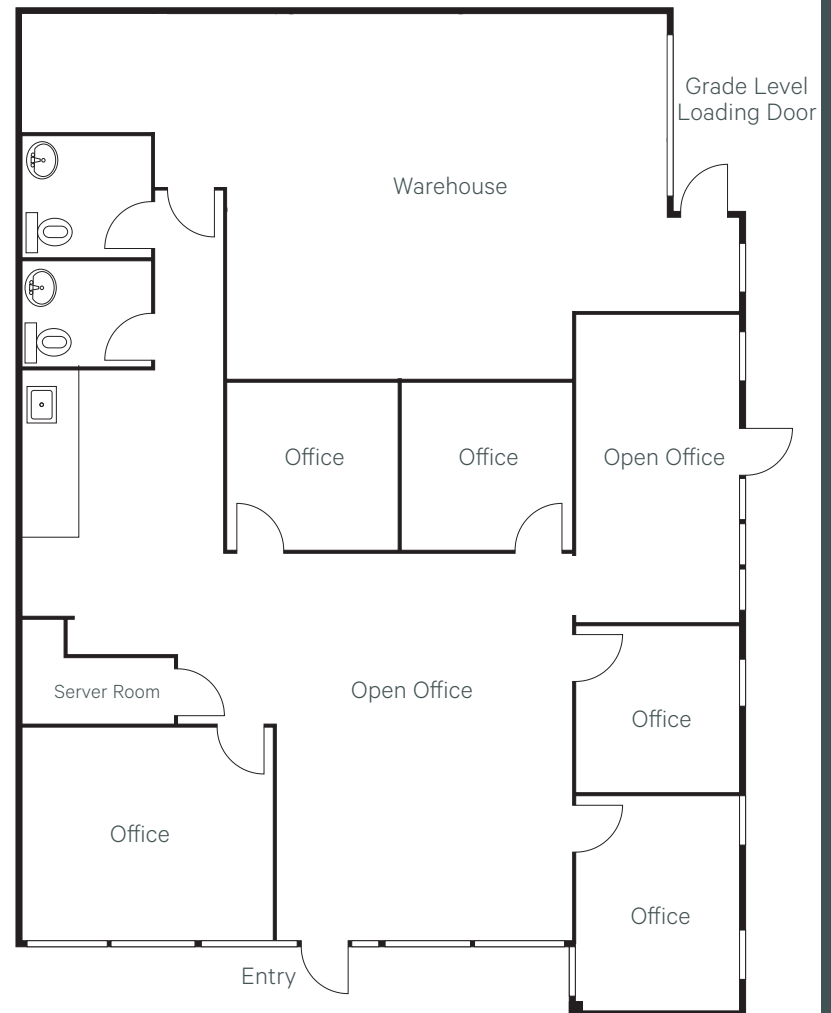 Grade Level
Loading Door
Warehouse
Office
Office
Open Office
Server Room
Open Office
Office
Office
Office
Entry